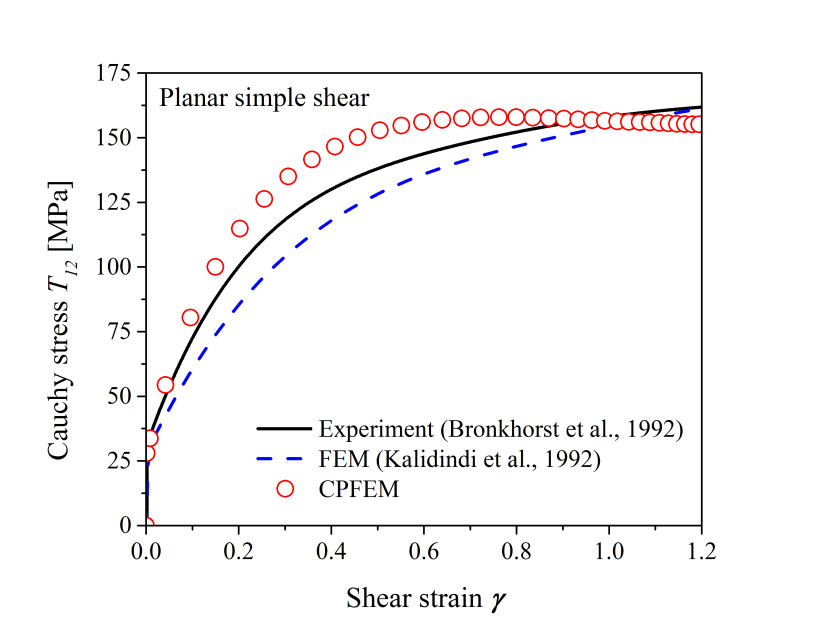 175
150
125
100
75
50
25
0
Cauchy stress T12 [MPa]
Planar simple shear
Experiment (Bronkhorst et al., 1992)
FEM (Kalidindi et al., 1992)
CPFEM
0.0 0.2 0.4 0.6 0.8 1.0 1.2
Shear strain γ